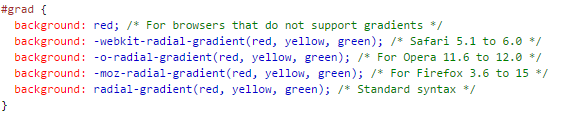 #grad {
  background: red; /* For browsers that do not support gradients */
  background: -webkit-radial-gradient(red, yellow, green); /* Safari 5.1 to 6.0 */
  background: -o-radial-gradient(red, yellow, green); /* For Opera 11.6 to 12.0 */
  background: -moz-radial-gradient(red, yellow, green); /* For Firefox 3.6 to 15 */
  background: radial-gradient(red, yellow, green); /* Standard syntax */
}